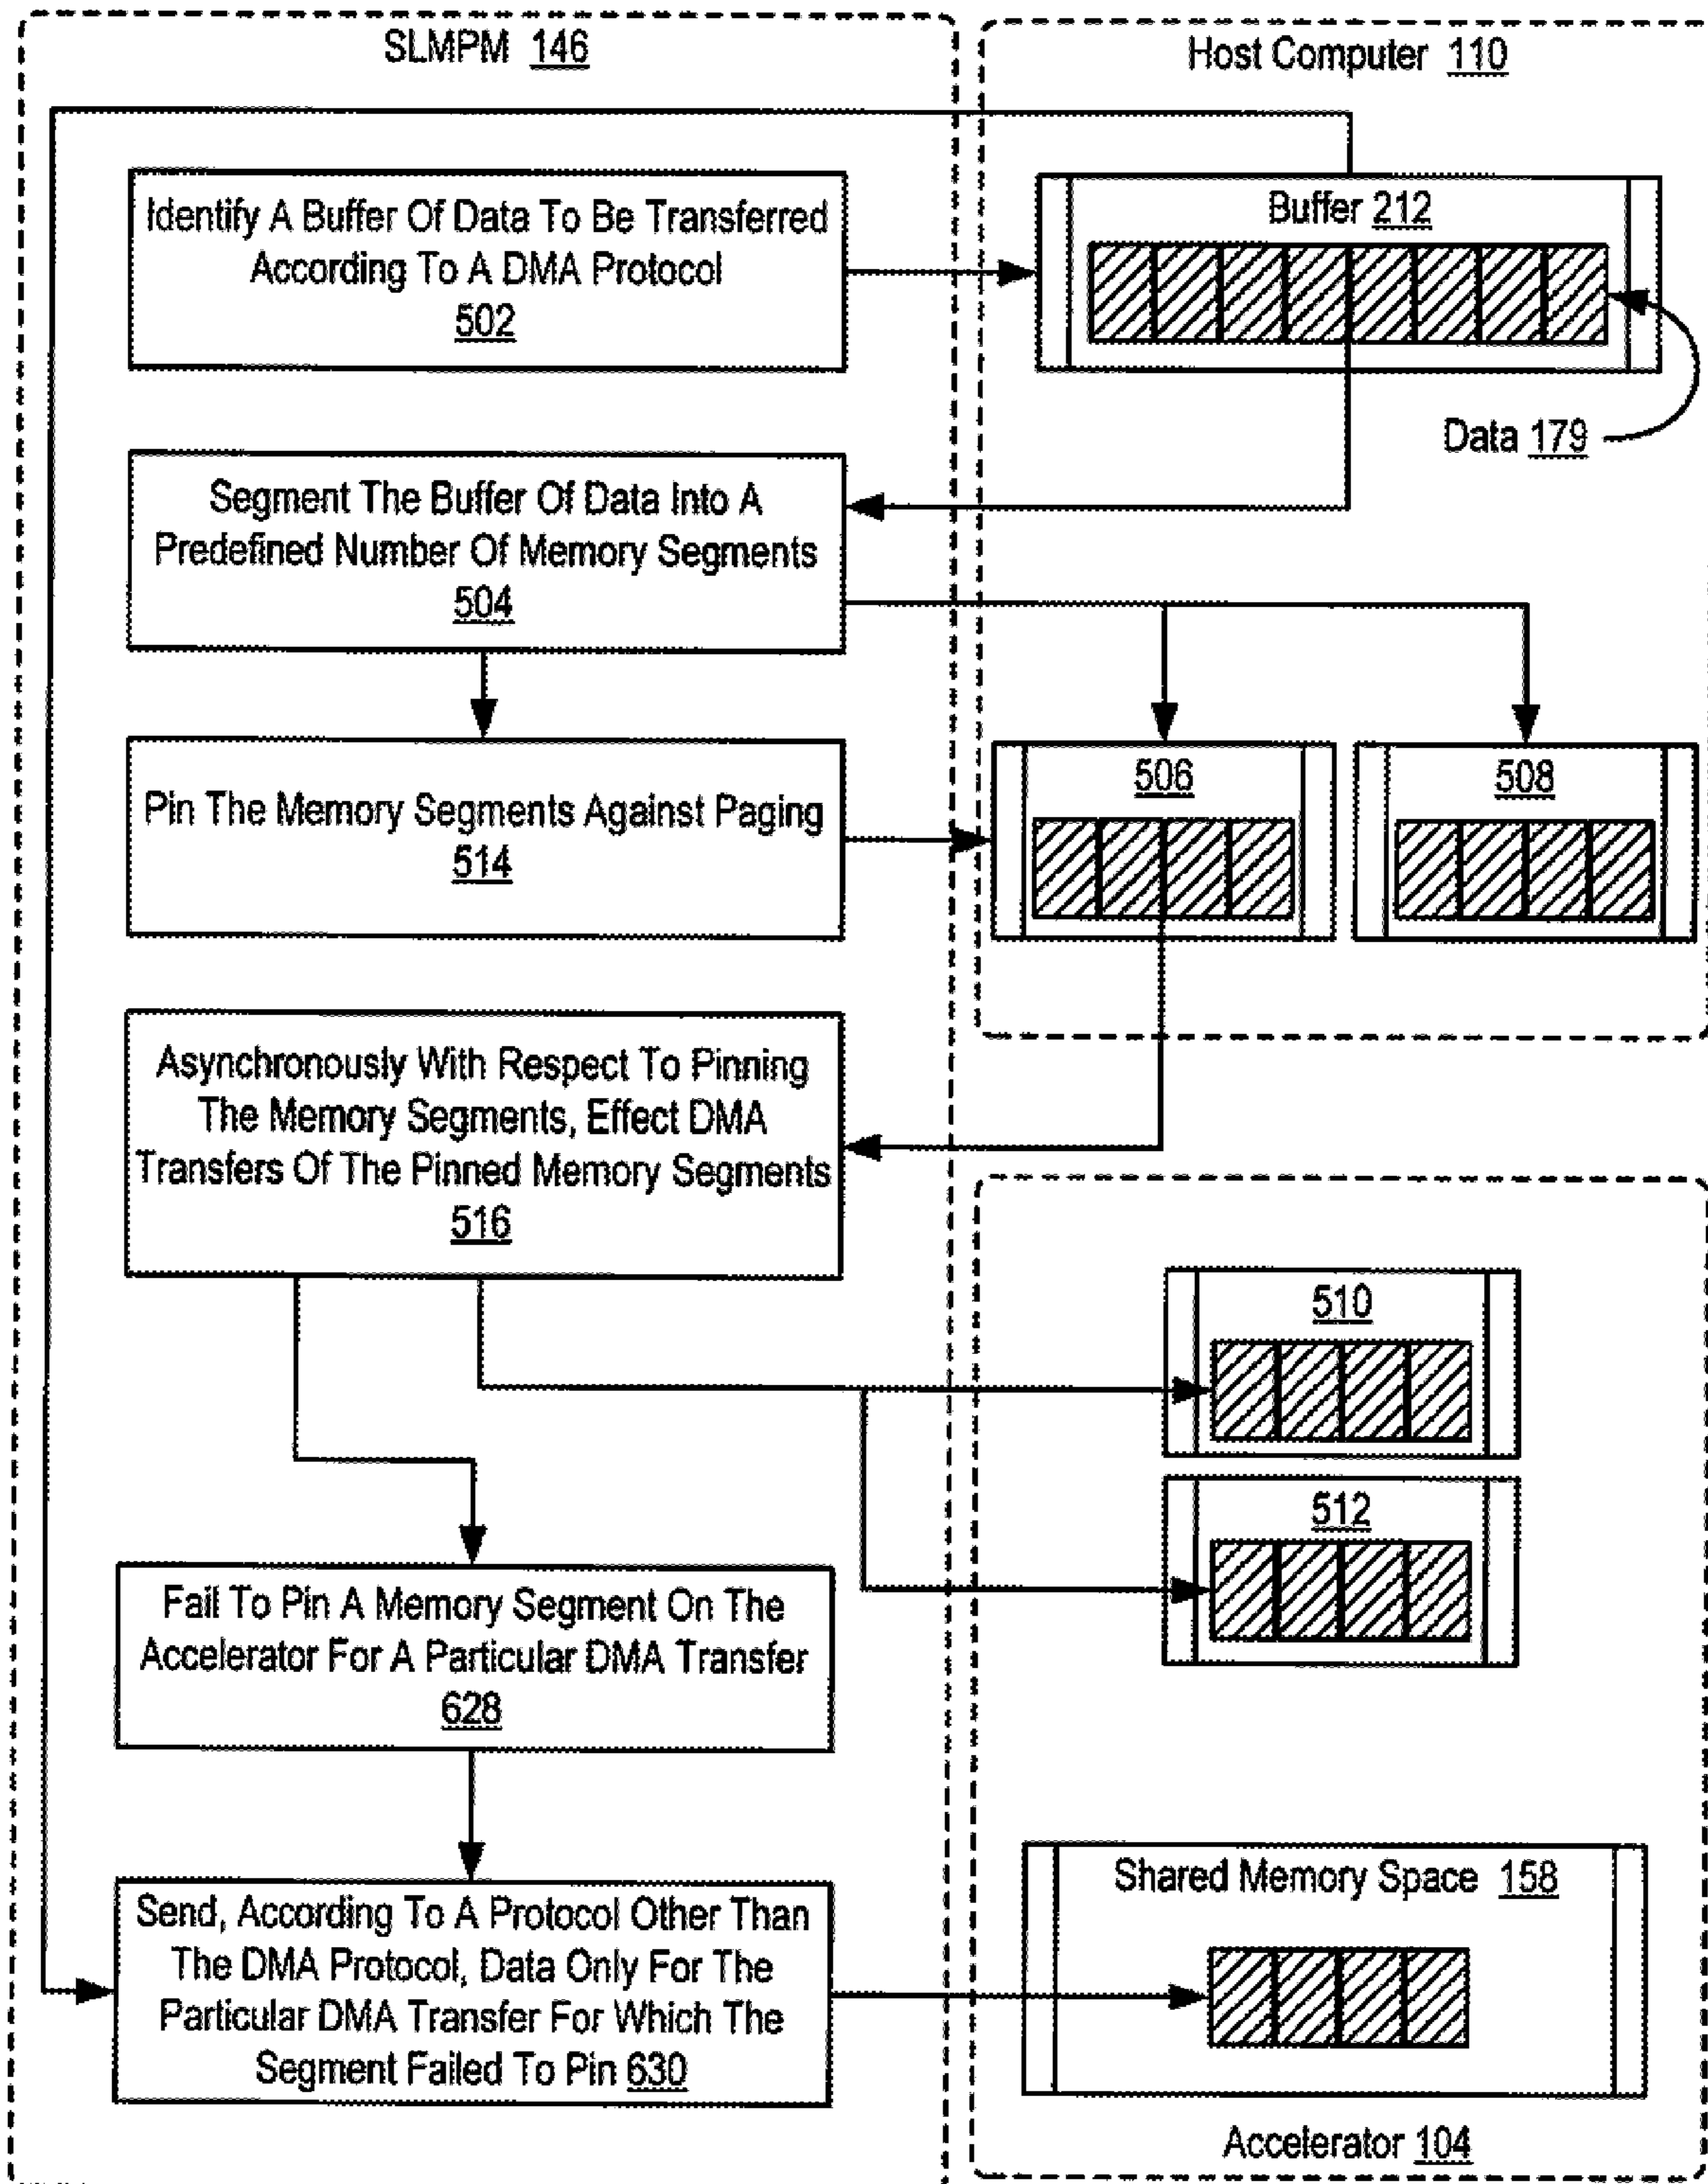 SLMPM 146
Host Computer 110
Identify A Buffer Of Data To Be Transferred
According To A DMA Protocol
502
Buffer 212
Data 179
Segment The Buffer Of Data Into A
Predefined Number Of Memory Segments
504
Pin The Memory Segments Against Paging
514
506
508
Asynchronously With Respect To Pinning
The Memory Segments, Effect DMA
Transfers Of The Pinned Memory Segments
516
510
512
Fail To Pin A Memory Segment On The
Accelerator For A Particular DMA Transfer
628
Send, According To A Protocol Other Than
The DMA Protocol, Data Only For The
Particular DMA Transfer For Which The
Segment Failed To Pin 630
Shared Memory Space 158
Accelerator 104